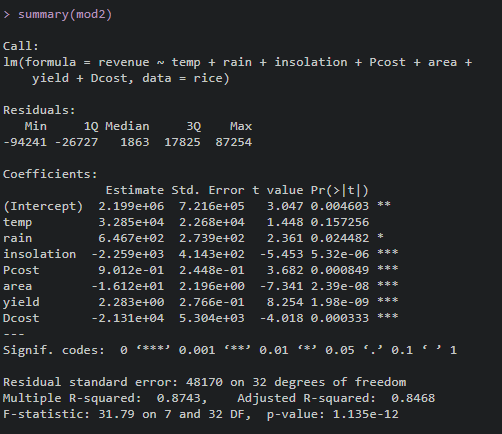 > summary(mod2)

Call:
lm(formula = revenue ~ temp + rain + insolation + Pcost + area +
    yield + Dcost, data = rice)

Residuals:
   Min     1Q Median     3Q    Max
-94241 -26727   1863  17825  87254

Coefficients:
              Estimate Std. Error t value Pr(>|t|)
(Intercept)  2.199e+06  7.216e+05   3.047 0.004603 **
temp         3.285e+04  2.268e+04   1.448 0.157256
rain         6.467e+02  2.739e+02   2.361 0.024482 *
insolation  -2.259e+03  4.143e+02  -5.453 5.32e-06 ***
Pcost        9.012e-01  2.448e-01   3.682 0.000849 ***
area        -1.612e+01  2.196e+00  -7.341 2.39e-08 ***
yield        2.283e+00  2.766e-01   8.254 1.98e-09 ***
Dcost       -2.131e+04  5.304e+03  -4.018 0.000333 ***
---
Signif. codes:  0 ‘***’ 0.001 ‘**’ 0.01 ‘*’ 0.05 ‘.’ 0.1 ‘ ’ 1

Residual standard error: 48170 on 32 degrees of freedom
Multiple R-squared:  0.8743,    Adjusted R-squared:  0.8468
F-statistic: 31.79 on 7 and 32 DF,  p-value: 1.135e-12